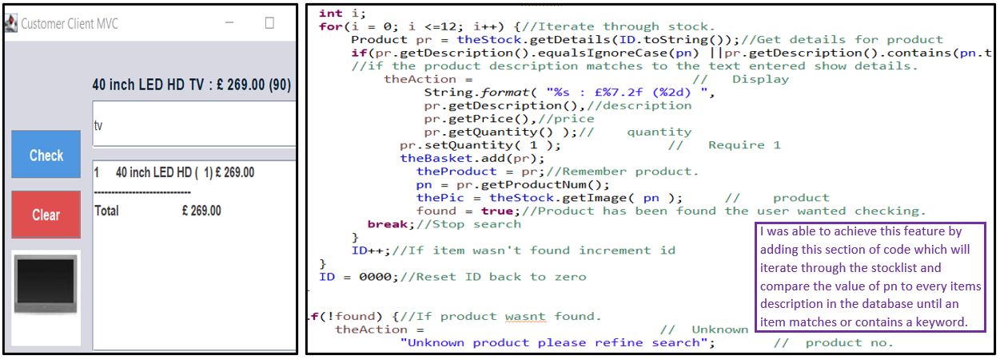 Customer Client MVC
40 inch LED HD TV : £ 269.00 (90)
tv
Check
1 40 inch LED HD ( 1) £ 269.00
----------------------------
Clear
Total £ 269.00
int i;
for(i = 0; i <=12; i++) {//Iterate through stock.
Product pr = theStock.getDetails(ID.toString());//Get details for product
if(pr.getDescription().equalsIgnoreCase(pn) ||pr.getDescription().contains(pn.t
//if the product description matches to the text entered show details.
theAction = // Display
String.format( "%s : £%7.2f (%2d) ",
pr.getDescription(),//description
pr.getPrice(),//price
pr.getQuantity() );// quantity
pr.setQuantity( 1 ); // Require 1
theBasket.add(pr);
theProduct = pr;//Remember product.
pn = pr.getProductNum();
thePic = theStock.getImage( pn ); // product
found = true;//Product has been found the user wanted checking.
break;//Stop search
}
ID++;//If item wasn't found increment id
}
ID = 0000;//Reset ID back to zero
if(!found) {//If product wasnt found.
theAction = // Unknown
"Unknown product please refine search"; // product no.
I was able to achieve this feature by
adding this section of code which will
iterate through the stocklist and
compare the value of pn to every items
description in the database until an
item matches or contains a keyword.